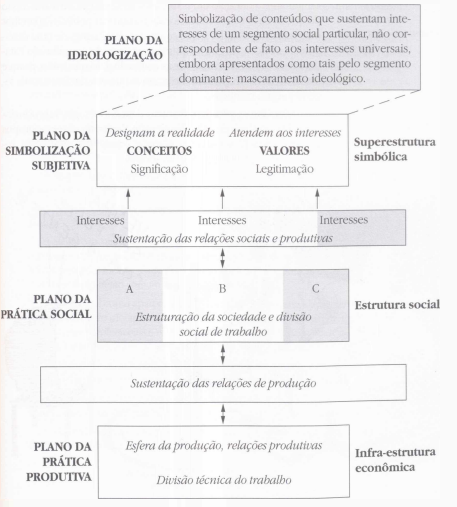 PLANO DA
IDEOLOGIZAÇÃO
Simbolização de conteúdos que sustentam inte-
resses de um segmento social particular, não cor-
respondente de fato aos interesses universais,
embora apresentados como tais pelo segmento
dominante: mascaramento ideológico.
PLANO DA
SIMBOLIZAÇÃO
SUBJETIVA
Designam a realidade
CONCEITOS
Significação
Atendem aos interesses
VALORES
Legitimação
Superestrutura
simbólica
Interesses Interesses Interesses
Sustentação das relações sociais e produtivas
PLANO DA
PRÁTICA SOCIAL
A B C
Estruturação da sociedade e divisão
social de trabalho
Estrutura social
Sustentação das relações de produção
PLANO DA
PRÁTICA
PRODUTIVA
Esfera da produção, relações produtivas
Divisão técnica do trabalho
Infra-estrutura
econômica